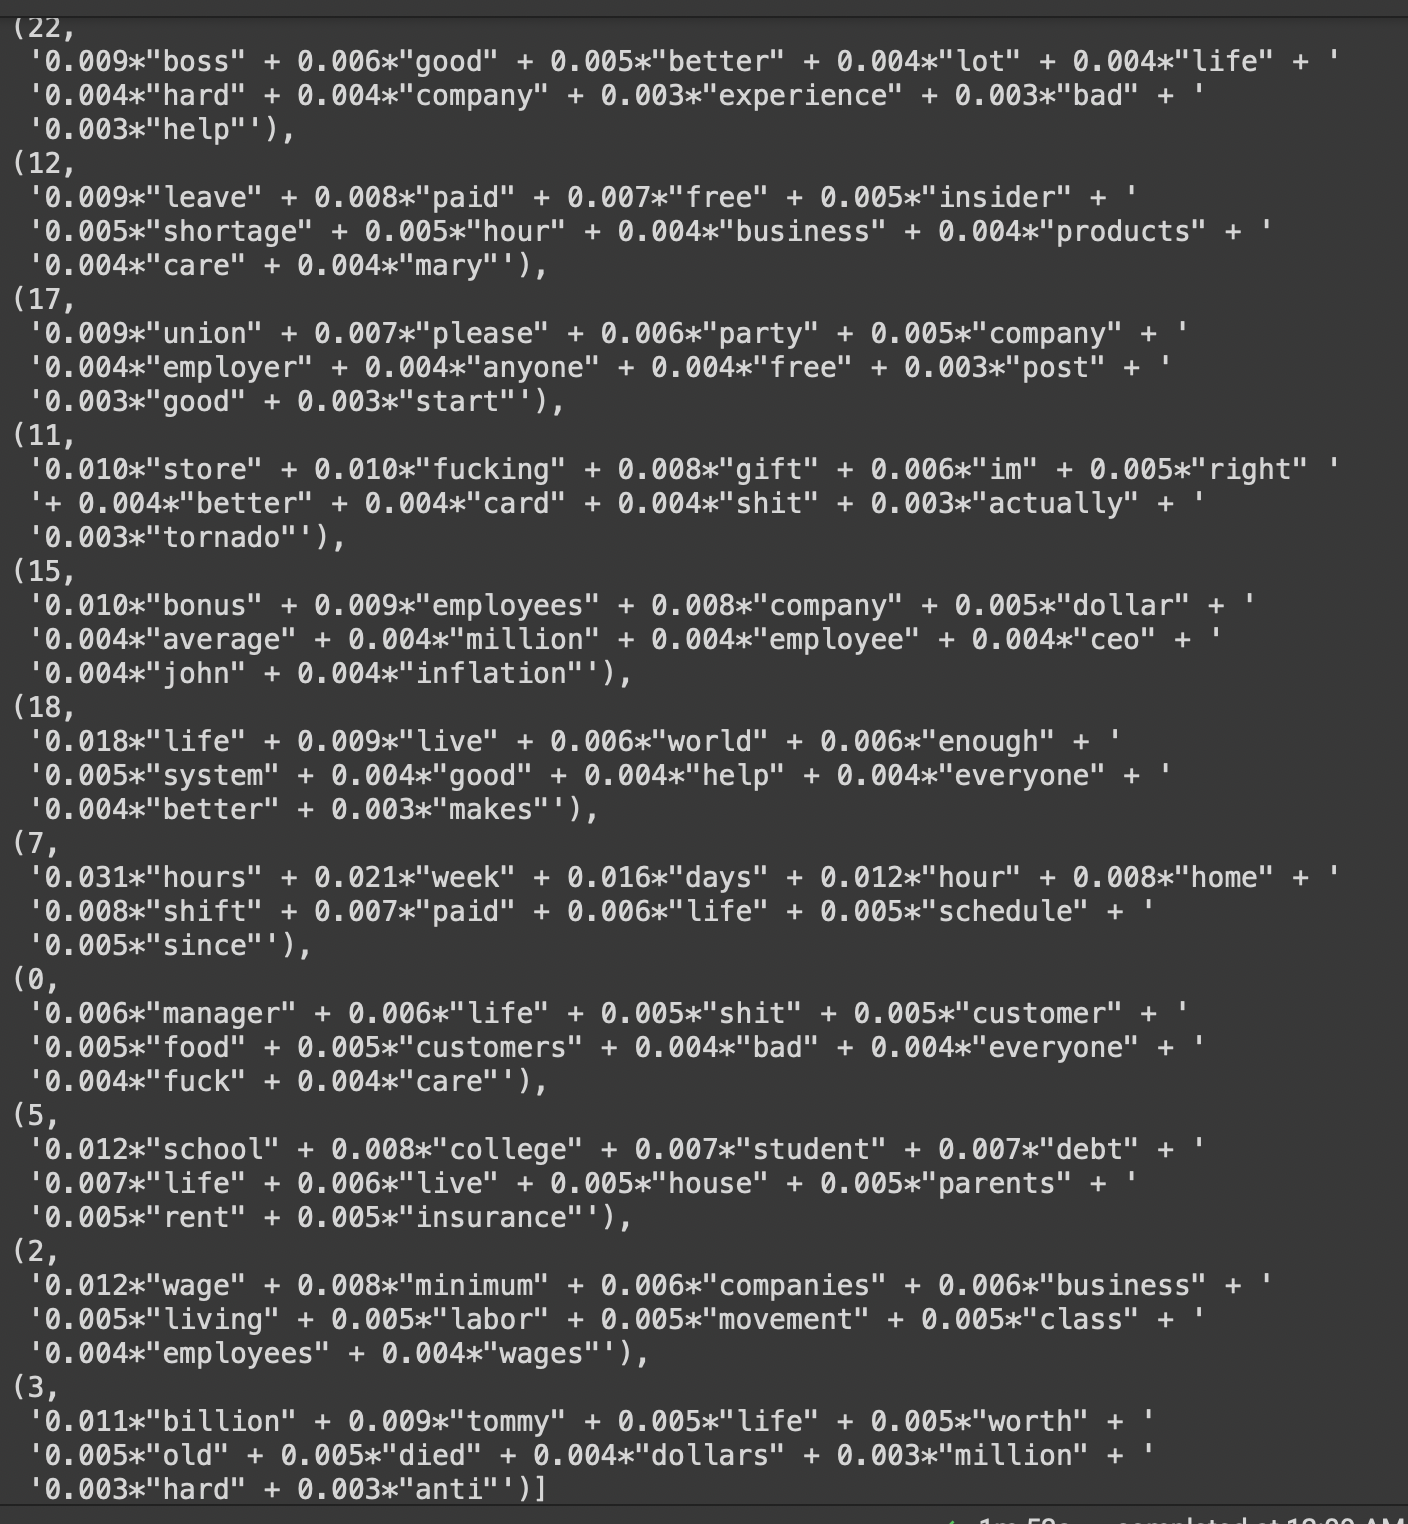 (22,
'0.009*"boss" + 0.006*"good" + 0.005*"better" + 0.004*"lot" + 0.004*"life" + '
'0.004*"hard" + 0.004*"company" + 0.003*"experience" + 0.003*"bad" + '
'0.003*"help"'),
(12,
'0.009*"leave" + 0.008*"paid" + 0.007*"free" + 0.005*"insider" + '
'0.005*"shortage" + 0.005*"hour" + 0.004*"business" + 0.004*"products" + '
'0.004*"care" + 0.004*"mary"'),
(17,
'0.009*"union" + 0.007*"please" + 0.006*"party" + 0.005*"company" + '
'0.004*"employer" + 0.004*"anyone" + 0.004*"free" + 0.003*"post" + '
'0.003*"good" + 0.003*"start"'),
(11,
'0.010*"store" + 0.010*"fucking" + 0.008*"gift" + 0.006*"im" + 0.005*"right" '
'+ 0.004*"better" + 0.004*"card" + 0.004*"shit" + 0.003*"actually" + '
'0.003*"tornado"'),
(15,
'0.010*"bonus" + 0.009*"employees" + 0.008*"company" + 0.005*"dollar" + '
'0.004*"average" + 0.004*"million" + 0.004*"employee" + 0.004*"ceo" + '
'0.004*"john" + 0.004*"inflation"'),
(18,
'0.018*"life" + 0.009*"live" + 0.006*"world" + 0.006*"enough" + '
'0.005*"system" + 0.004*"good" + 0.004*"help" + 0.004*"everyone" + '
'0.004*"better" + 0.003*"makes"'),
(7,
'0.031*"hours" + 0.021*"week" + 0.016*"days" + 0.012*"hour" + 0.008*"home" + '
'0.008*"shift" + 0.007*"paid" + 0.006*"life" + 0.005*"schedule" + '
'0.005*"since"'),
(0,
'0.006*"manager" + 0.006*"life" + 0.005*"shit" + 0.005*"customer" + '
'0.005*"food" + 0.005*"customers" + 0.004*"bad" + 0.004*"everyone" + '
'0.004*"fuck" + 0.004*"care"'),
(5,
'0.012*"school" + 0.008*"college" + 0.007*"student" + 0.007*"debt" + '
'0.007*"life" + 0.006*"live" + 0.005*"house" + 0.005*"parents" + '
'0.005*"rent" + 0.005*"insurance"'),
(2,
'0.012*"wage" + 0.008*"minimum" + 0.006*"companies" + 0.006*"business" + '
'0.005*"living" + 0.005*"labor" + 0.005*"movement" + 0.005*"class" + '
'0.004*"employees" + 0.004*"wages"'),
(3,
'0.011*"billion" + 0.009*"tommy" + 0.005*"life" + 0.005*"worth" + '
'0.005*"old" + 0.005*"died" + 0.004*"dollars" + 0.003*"million" + '
'0.003*"hard" + 0.003*"anti"')]
completed at